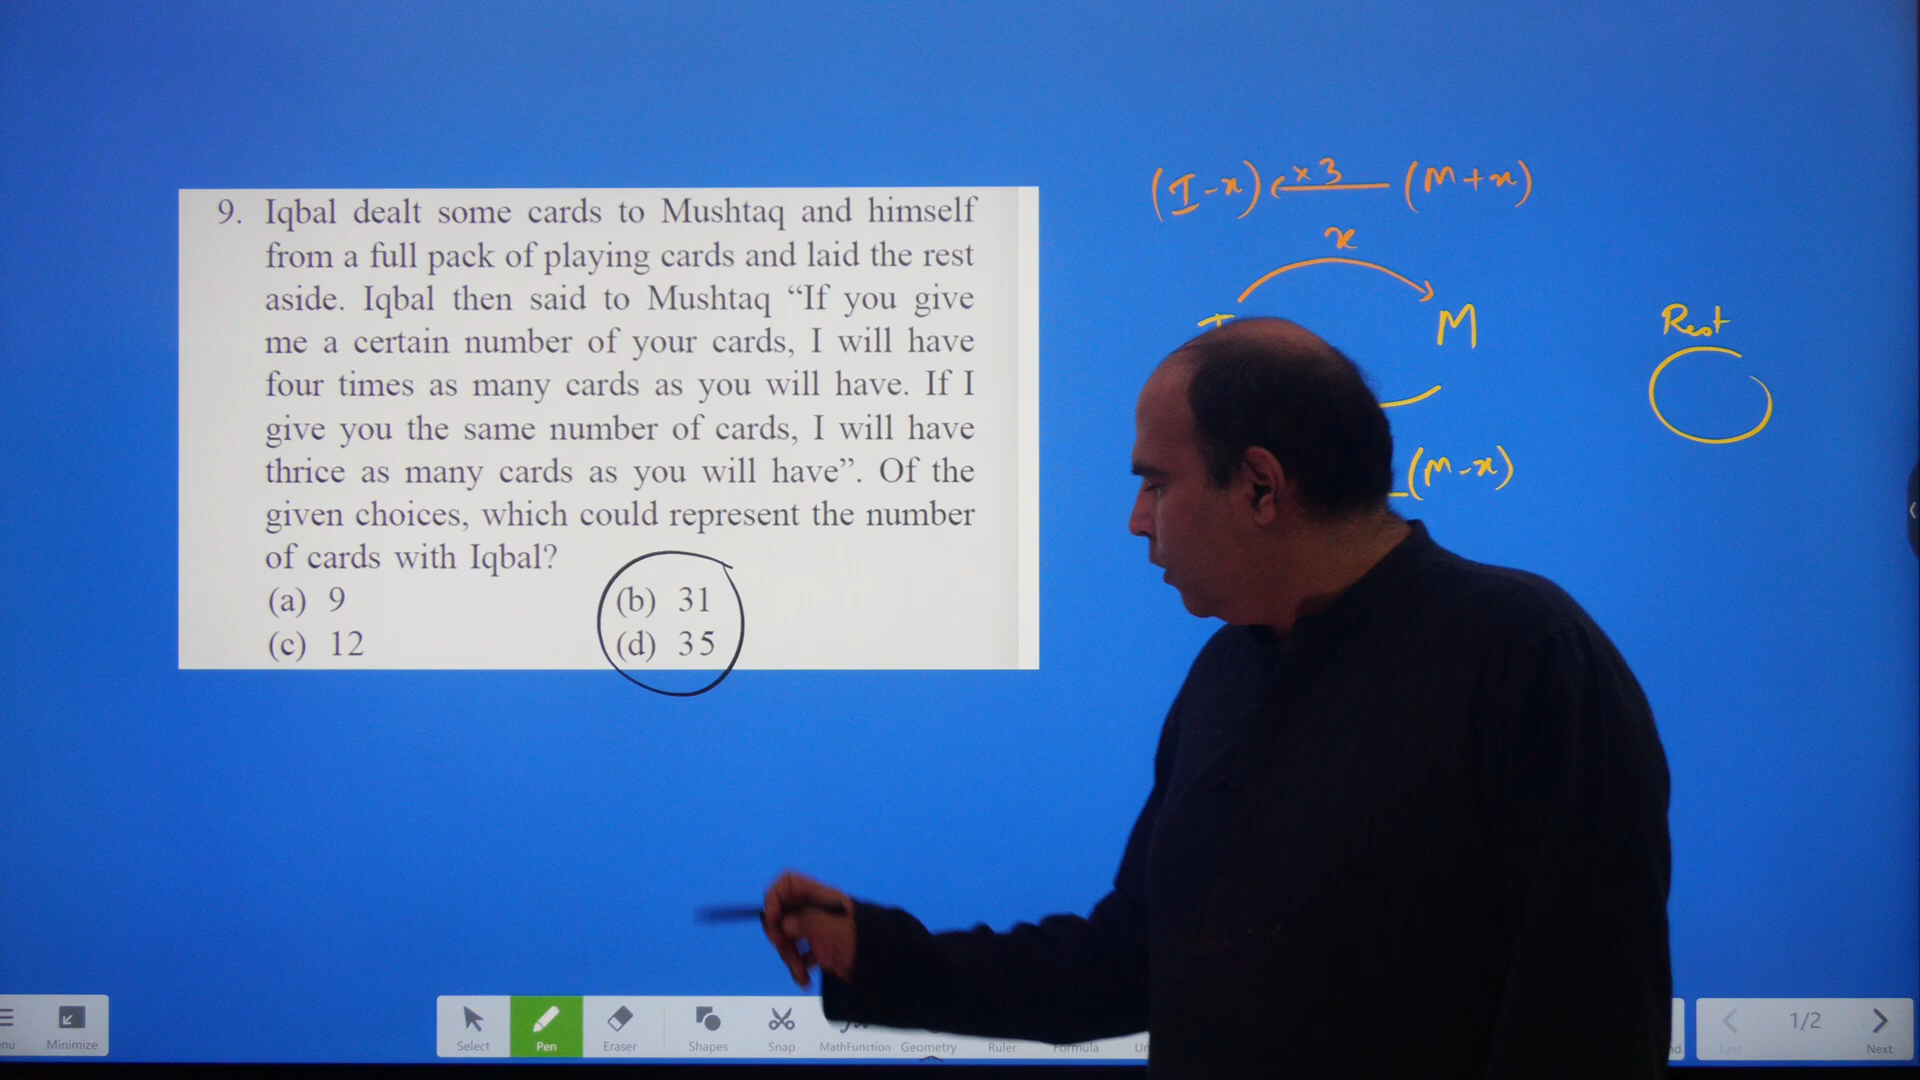 9. Iqbal dealt some cards to Mushtaq and himself
from a full pack of playing cards and laid the rest
aside. Iqbal then said to Mushtaq “If you give
me a certain number of your cards, I will have
four times as many cards as you will have. If I
give you the same number of cards, I will have
thrice as many cards as you will have”. Of the
given choices, which could represent the number
of cards with Iqbal?
(a) 9 (b) 31
(c) 12 (d) 35
(I-x) ×3 (M+x)
x
M
Rest
(M-x)
Minimize
Select
Pen
Eraser
Shapes
Snap
MathFunction
Geometry
Ruler
Formula
1/2
Last
Next